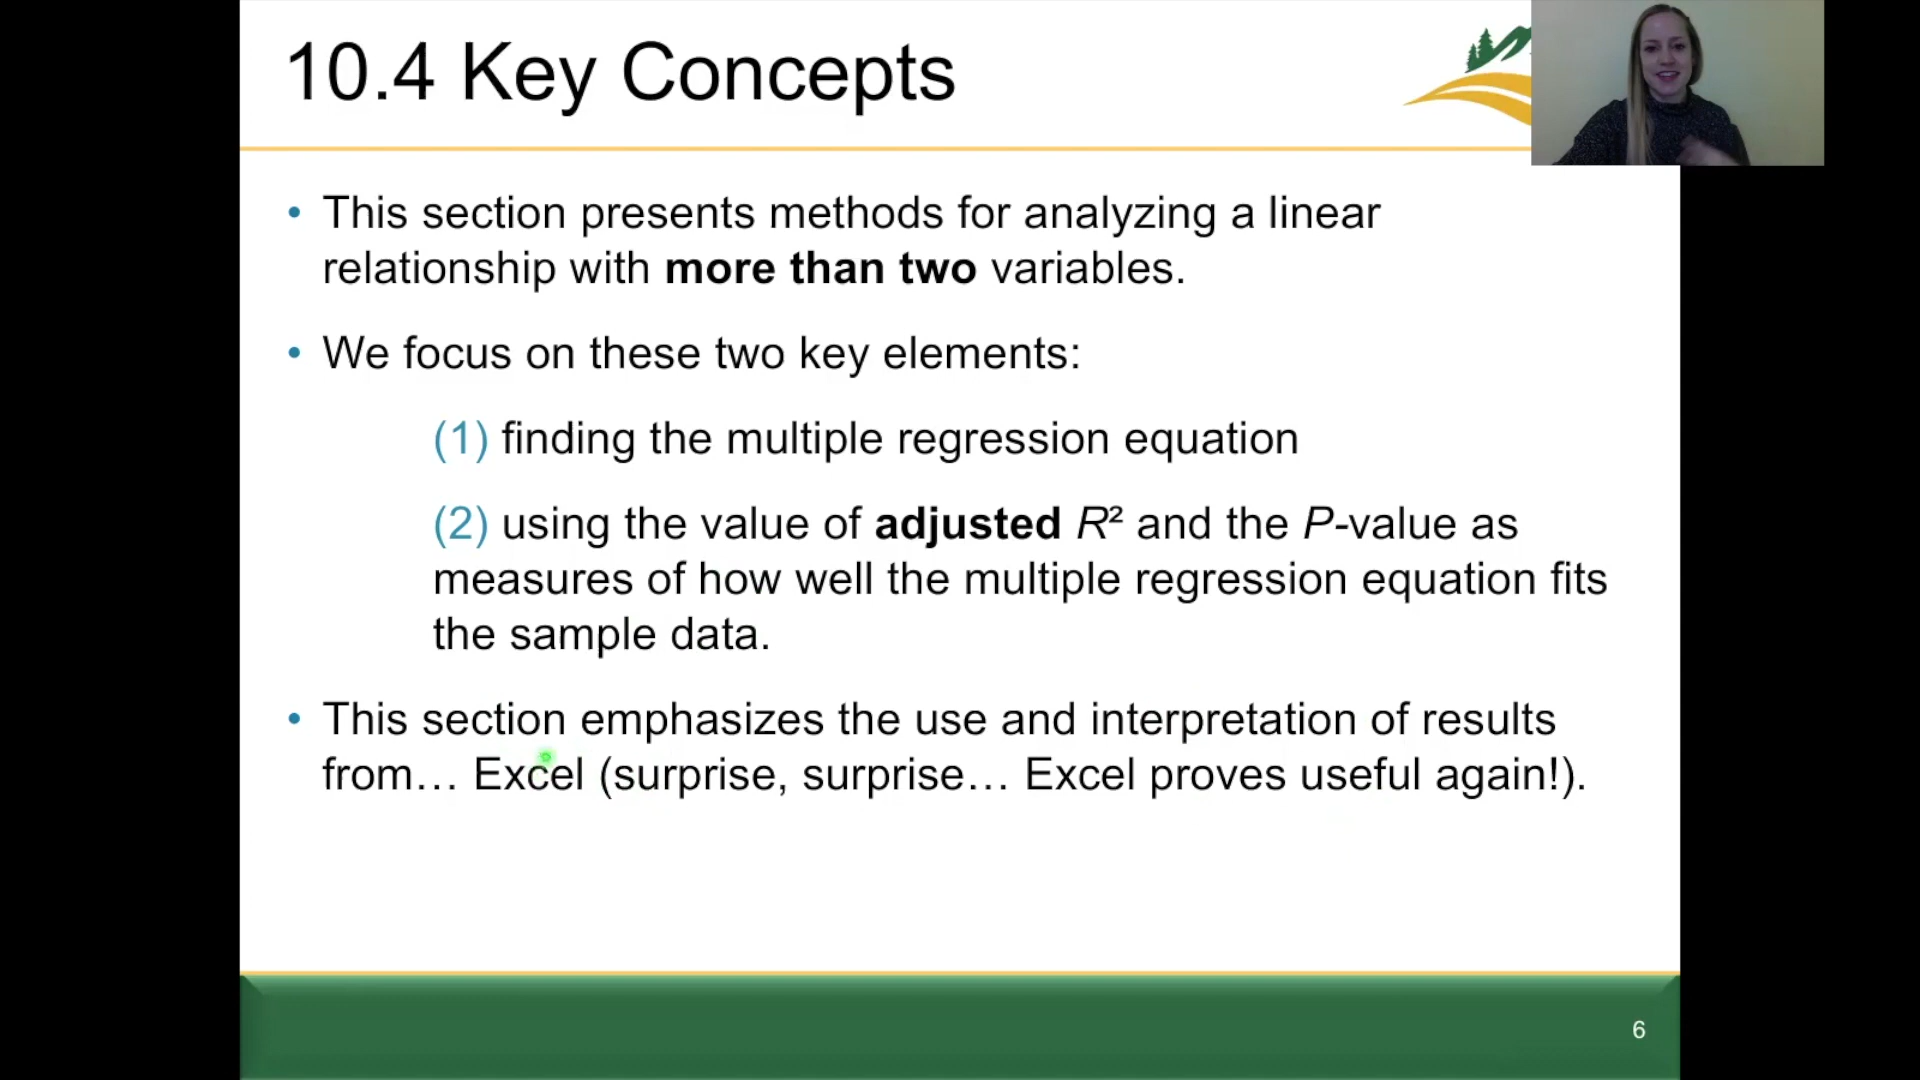 10.4 Key Concepts
• This section presents methods for analyzing a linear
relationship with more than two variables.
• We focus on these two key elements:
(1) finding the multiple regression equation
(2) using the value of adjusted R² and the P-value as
measures of how well the multiple regression equation fits
the sample data.
• This section emphasizes the use and interpretation of results
from… Excel (surprise, surprise… Excel proves useful again!).
6